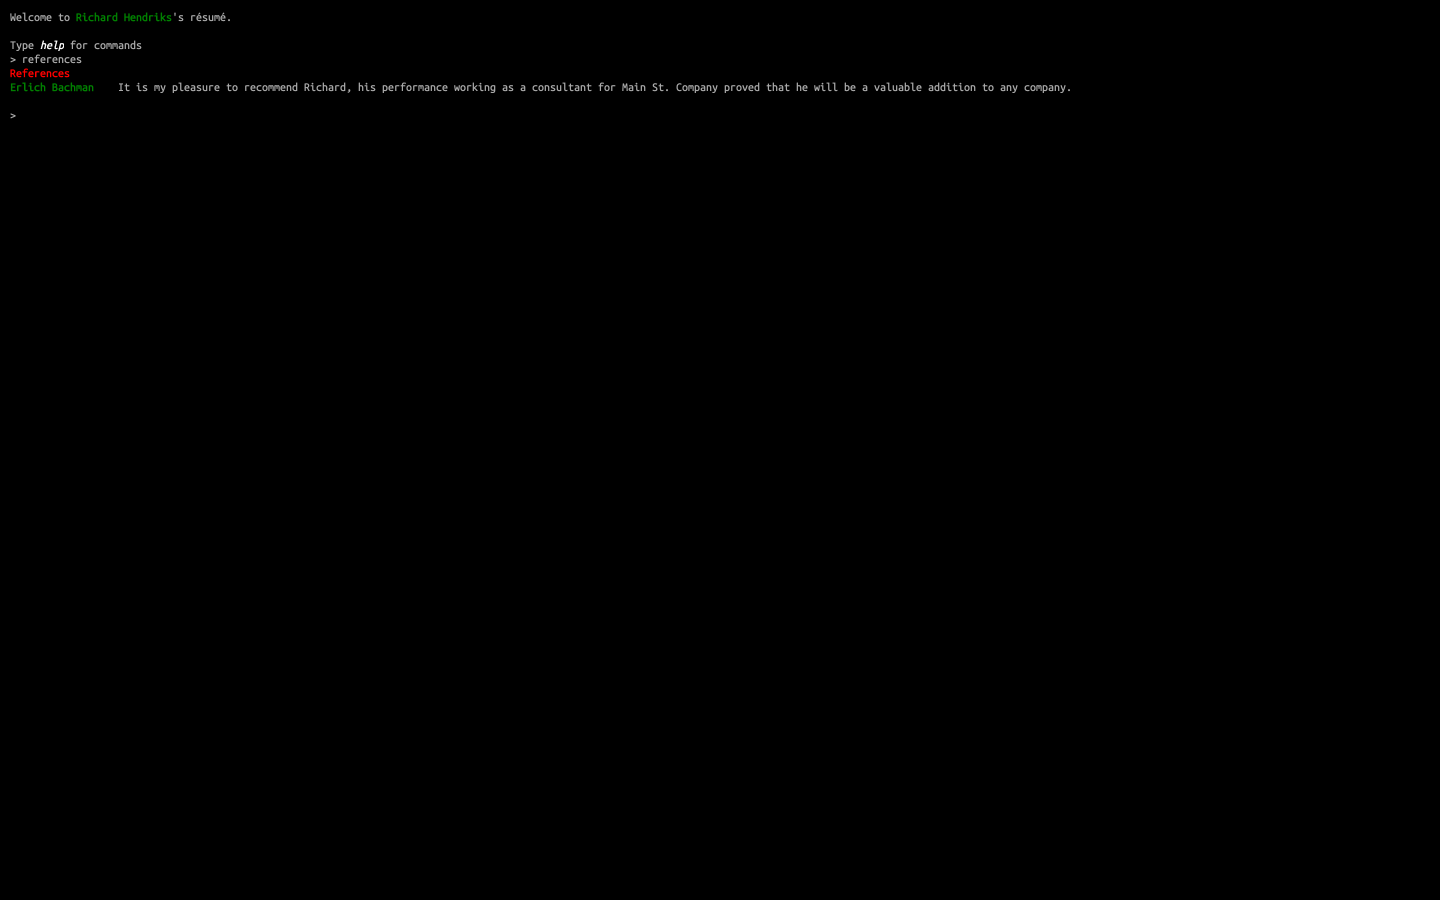 Welcome to Richard Hendriks's résumé.
Type help for commands
> references
References
Erlich Bachman It is my pleasure to recommend Richard, his performance working as a consultant for Main St. Company proved that he will be a valuable addition to any company.
>